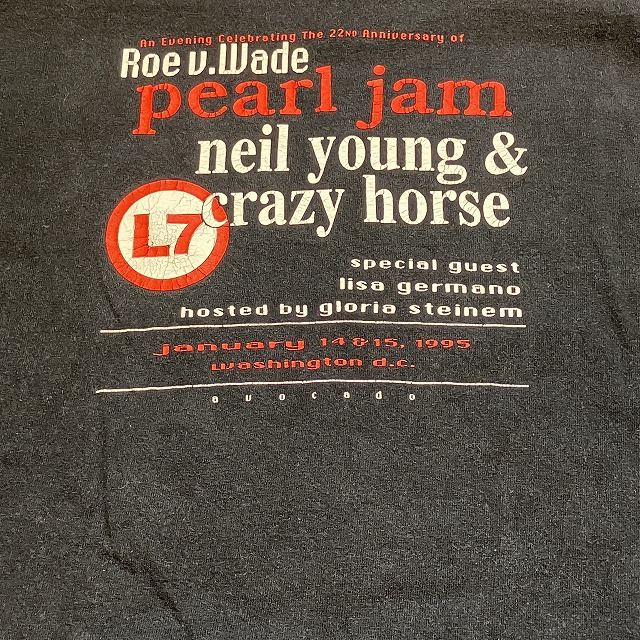 An Evening Celebrating The 22ND Anniversary of
Roe v. Wade
pearl jam
neil young &
crazy horse
L7
special guest
lisa germano
hosted by gloria steinem
january 14 & 15, 1995
washington d.c.
avocado